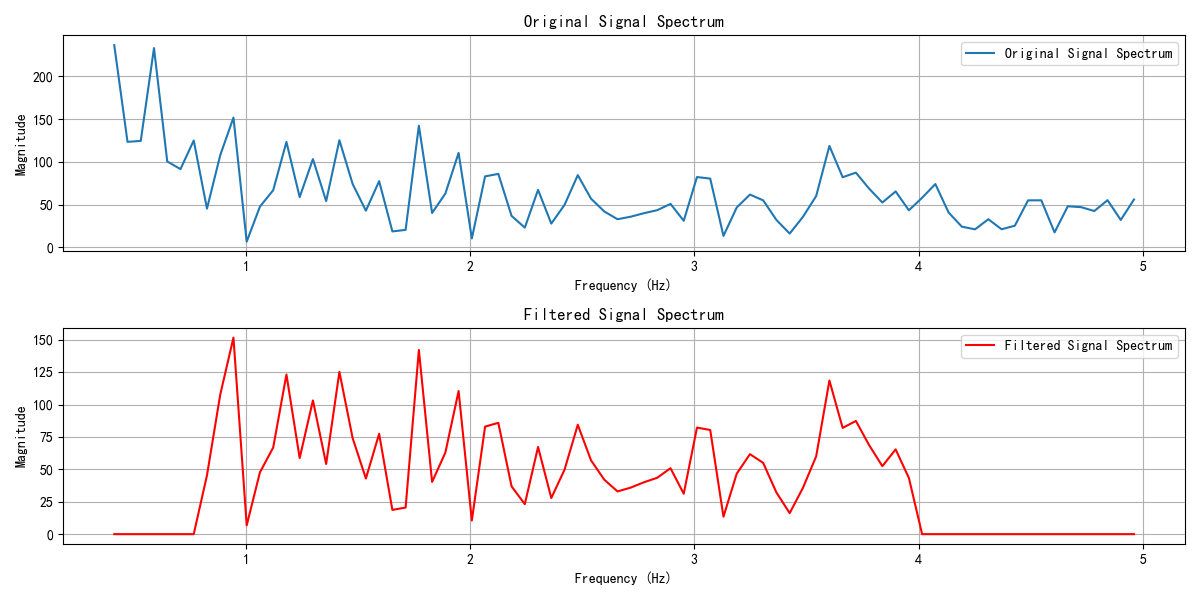 Original Signal Spectrum
Original Signal Spectrum
Magnitude
200
150
100
50
0
1 2 3 4 5
Frequency (Hz)
Filtered Signal Spectrum
Filtered Signal Spectrum
Magnitude
150
125
100
75
50
25
0
1 2 3 4 5
Frequency (Hz)